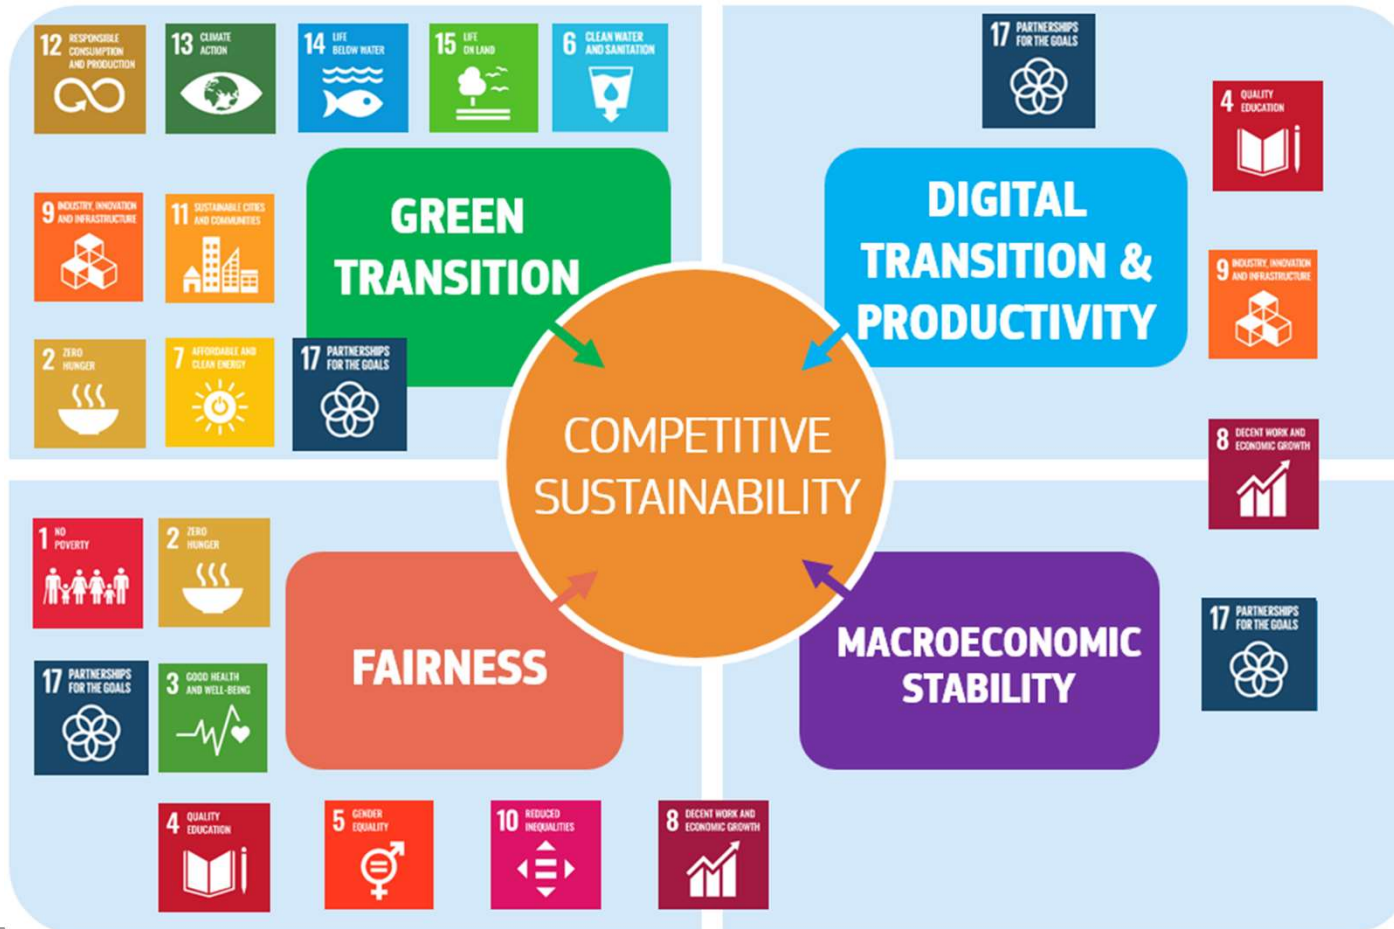 12 RESPONSIBLE
CONSUMPTION
AND PRODUCTION
13 CLIMATE
ACTION
14 LIFE
BELOW WATER
15 LIFE
ON LAND
6 CLEAN WATER
AND SANITATION
9 INDUSTRY, INNOVATION
AND INFRASTRUCTURE
11 SUSTAINABLE CITIES
AND COMMUNITIES
2 ZERO
HUNGER
7 AFFORDABLE AND
CLEAN ENERGY
17 PARTNERSHIPS
FOR THE GOALS
GREEN
TRANSITION
17 PARTNERSHIPS
FOR THE GOALS
4 QUALITY
EDUCATION
DIGITAL
TRANSITION &
PRODUCTIVITY
9 INDUSTRY, INNOVATION
AND INFRASTRUCTURE
8 DECENT WORK AND
ECONOMIC GROWTH
COMPETITIVE
SUSTAINABILITY
1 NO
POVERTY
2 ZERO
HUNGER
17 PARTNERSHIPS
FOR THE GOALS
3 GOOD HEALTH
AND WELL-BEING
FAIRNESS
4 QUALITY
EDUCATION
5 GENDER
EQUALITY
10 REDUCED
INEQUALITIES
8 DECENT WORK AND
ECONOMIC GROWTH
MACROECONOMIC
STABILITY
17 PARTNERSHIPS
FOR THE GOALS